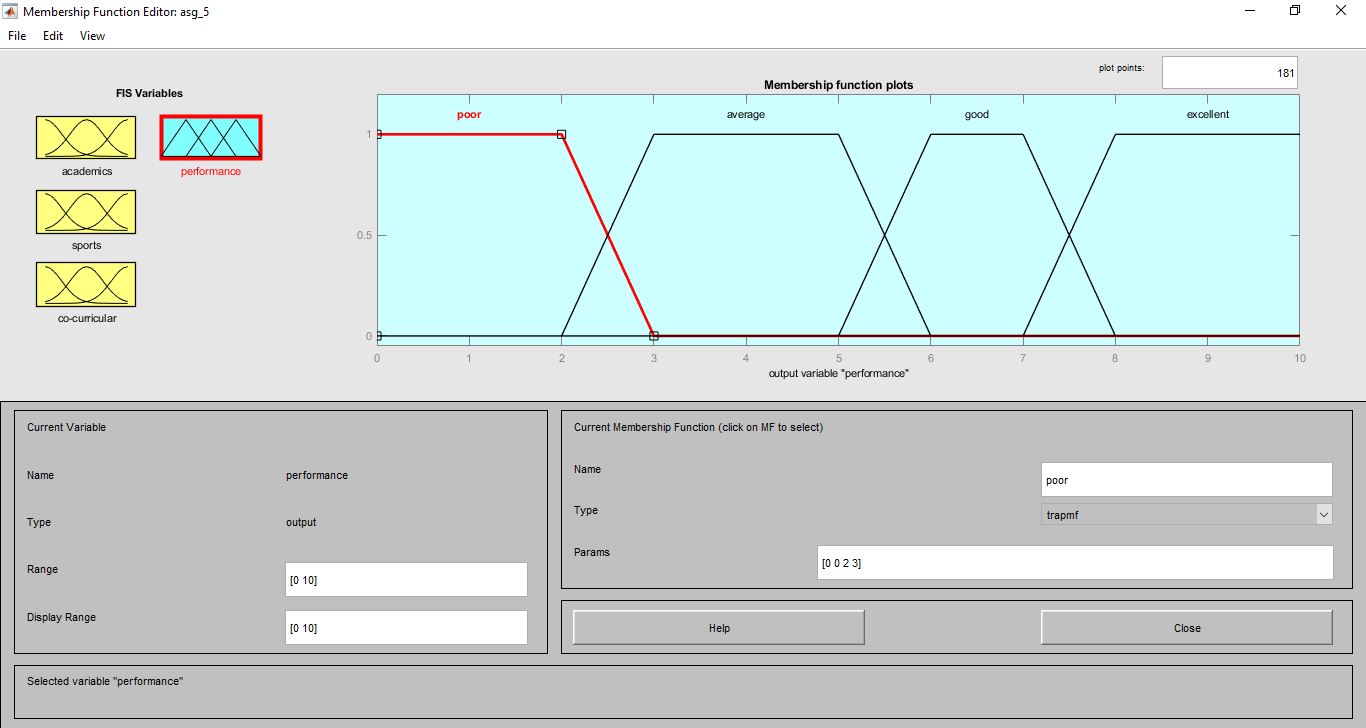 Membership Function Editor: asg_5
File Edit View
FIS Variables
academics
performance
sports
co-curricular
plot points:
181
Membership function plots
poor average good excellent
1
0.5
0
0 1 2 3 4 5 6 7 8 9 10
output variable "performance"
Current Variable
Name performance
Type output
Range [0 10]
Display Range [0 10]
Current Membership Function (click on MF to select)
Name poor
Type trapmf
Params [0 0 2 3]
Help Close
Selected variable "performance"